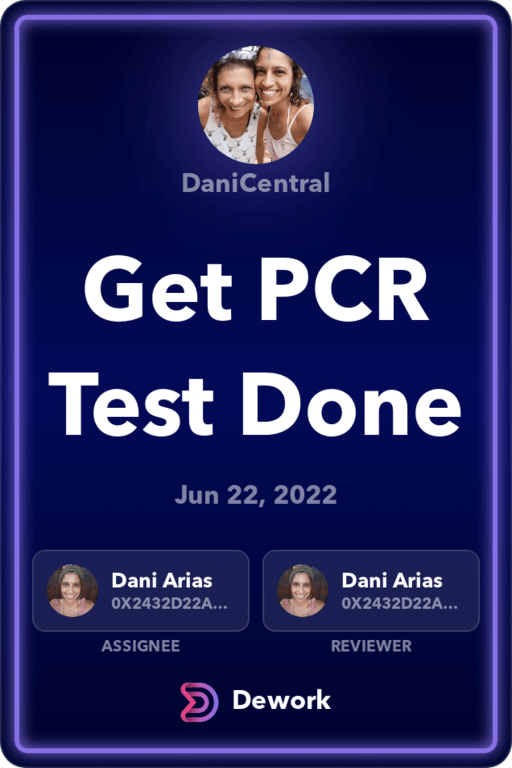 DaniCentral
Get PCR
Test Done
Jun 22, 2022
Dani Arias
0X2432D22A...
ASSIGNEE
Dani Arias
0X2432D22A...
REVIEWER
Dework